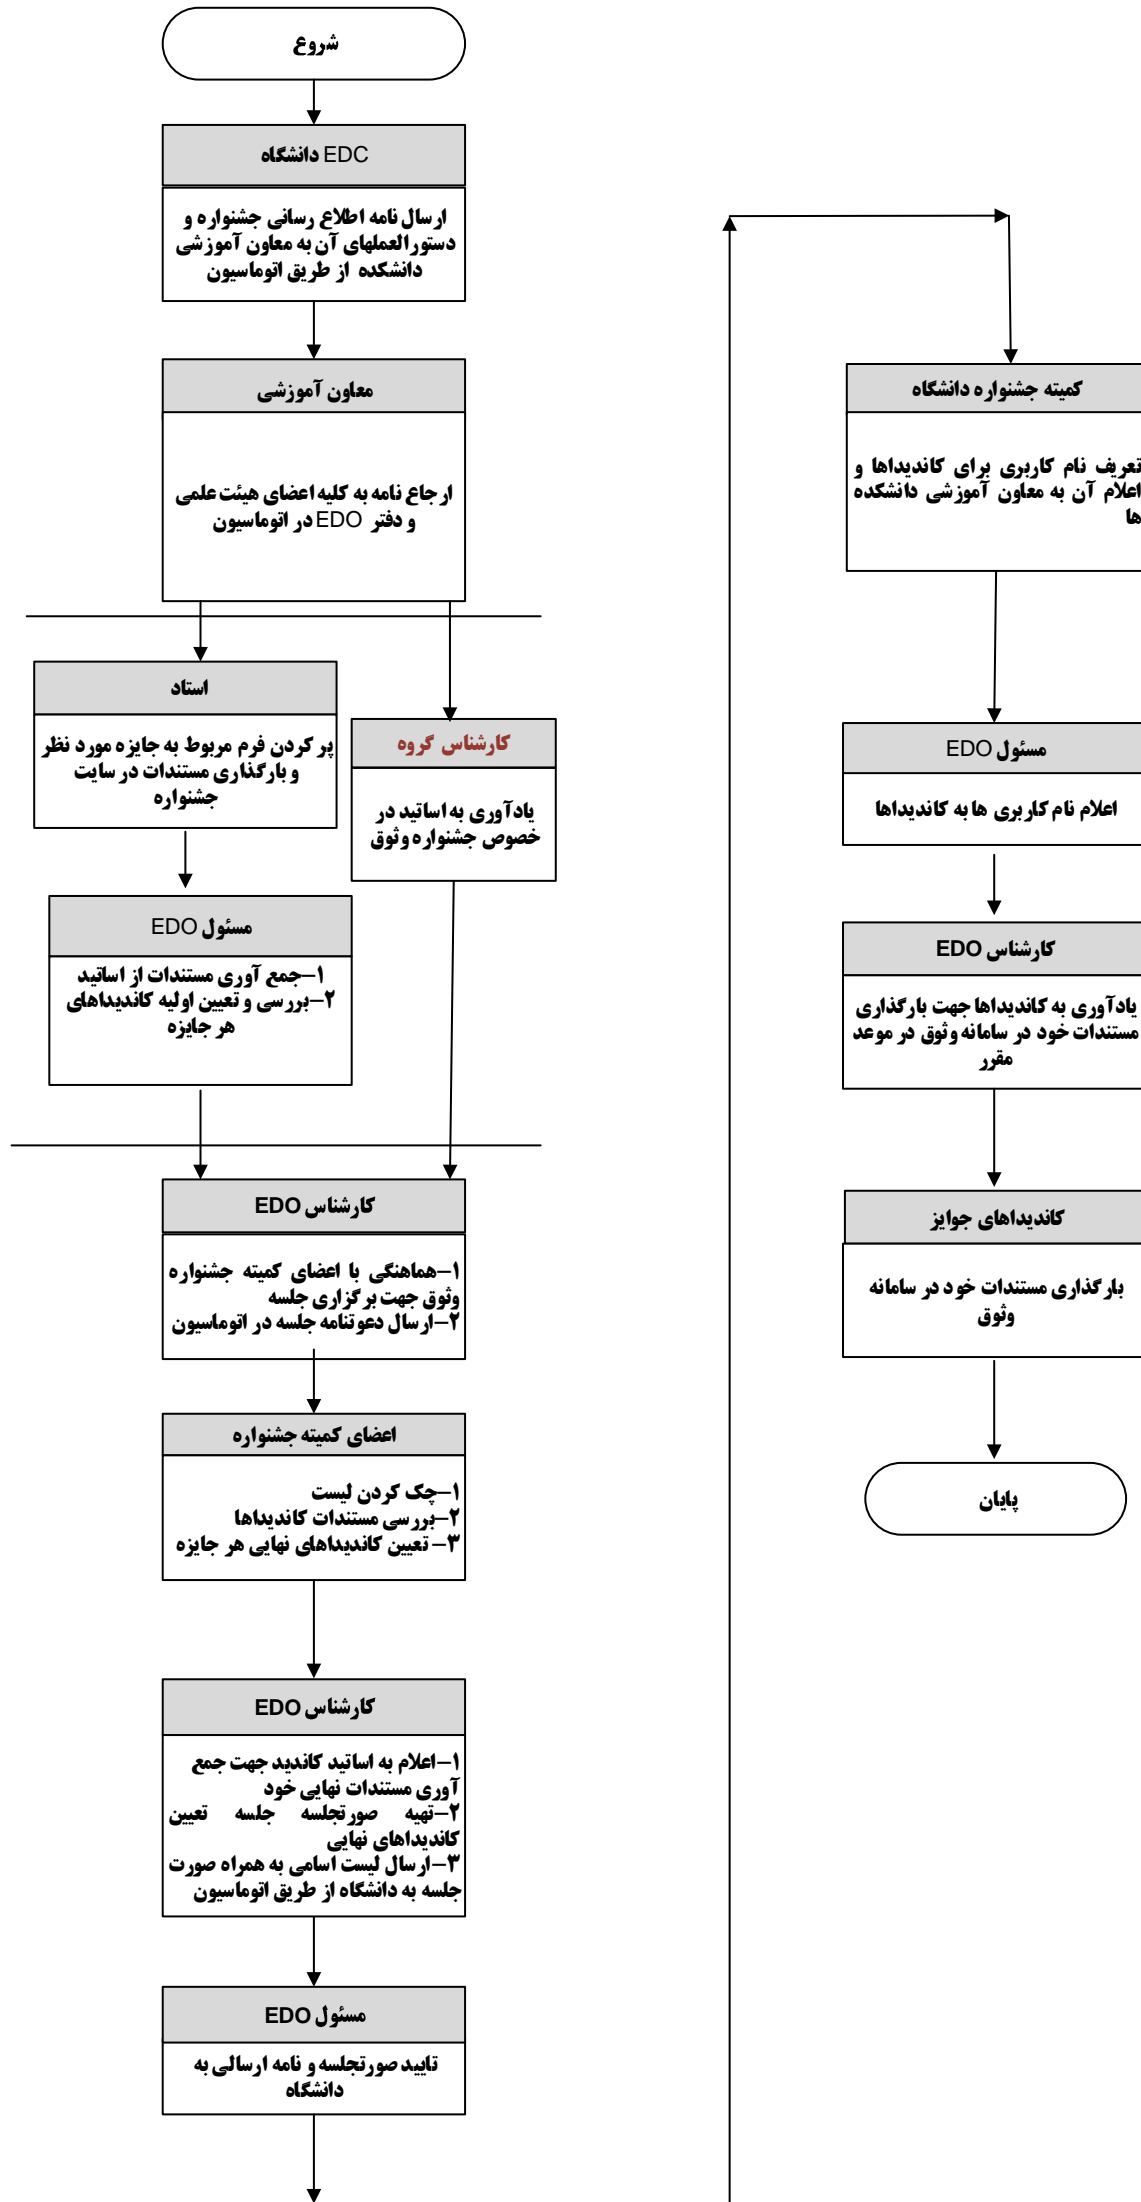 شروع
EDC دانشگاه
ارسال نامه اطلاع رسانی جشنواره و
دستورالعملهای آن به معاون آموزشی
دانشکده از طریق اتوماسیون
معاون آموزشی
ارجاع نامه به کلیه اعضای هیئت علمی
و دفتر EDO در اتوماسیون
استاد
پر کردن فرم مربوط به جایزه مورد نظر
و بارگذاری مستندات در سایت
جشنواره
کارشناس گروه
یادآوری به اساتید در
خصوص جشنواره وثوق
مسئول EDO
۱-جمع آوری مستندات از اساتید
۲-بررسی و تعیین اولیه کاندیداهای
هر جایزه
کارشناس EDO
۱-هماهنگی با اعضای کمیته جشنواره
وثوق جهت برگزاری جلسه
۲-ارسال دعوتنامه جلسه در اتوماسیون
اعضای کمیته جشنواره
۱-چک کردن لیست
۲-بررسی مستندات کاندیداها
۳- تعیین کاندیداهای نهایی هر جایزه
کارشناس EDO
۱-اعلام به اساتید کاندید جهت جمع
آوری مستندات نهایی خود
۲-تهیه صورتجلسه جلسه تعیین
کاندیداهای نهایی
۳-ارسال لیست اسامی به همراه صورت
جلسه به دانشگاه از طریق اتوماسیون
مسئول EDO
تایید صورتجلسه و نامه ارسالی به
دانشگاه
کمیته جشنواره دانشگاه
تعریف نام کاربری برای کاندیداها و
اعلام آن به معاون آموزشی دانشکده
ها
مسئول EDO
اعلام نام کاربری ها به کاندیداها
کارشناس EDO
یادآوری به کاندیداها جهت بارگذاری
مستندات خود در سامانه وثوق در موعد
مقرر
کاندیداهای جوایز
بارگذاری مستندات خود در سامانه
وثوق
پایان